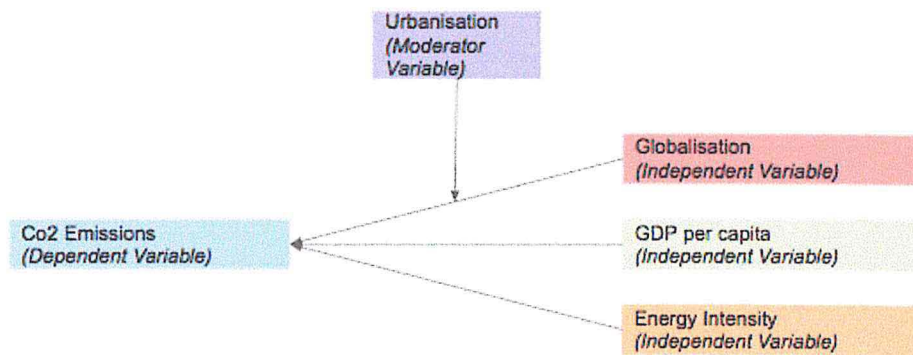 Urbanisation
(Moderator
Variable)
Globalisation
(Independent Variable)
Co2 Emissions
(Dependent Variable)
GDP per capita
(Independent Variable)
Energy Intensity
(Independent Variable)